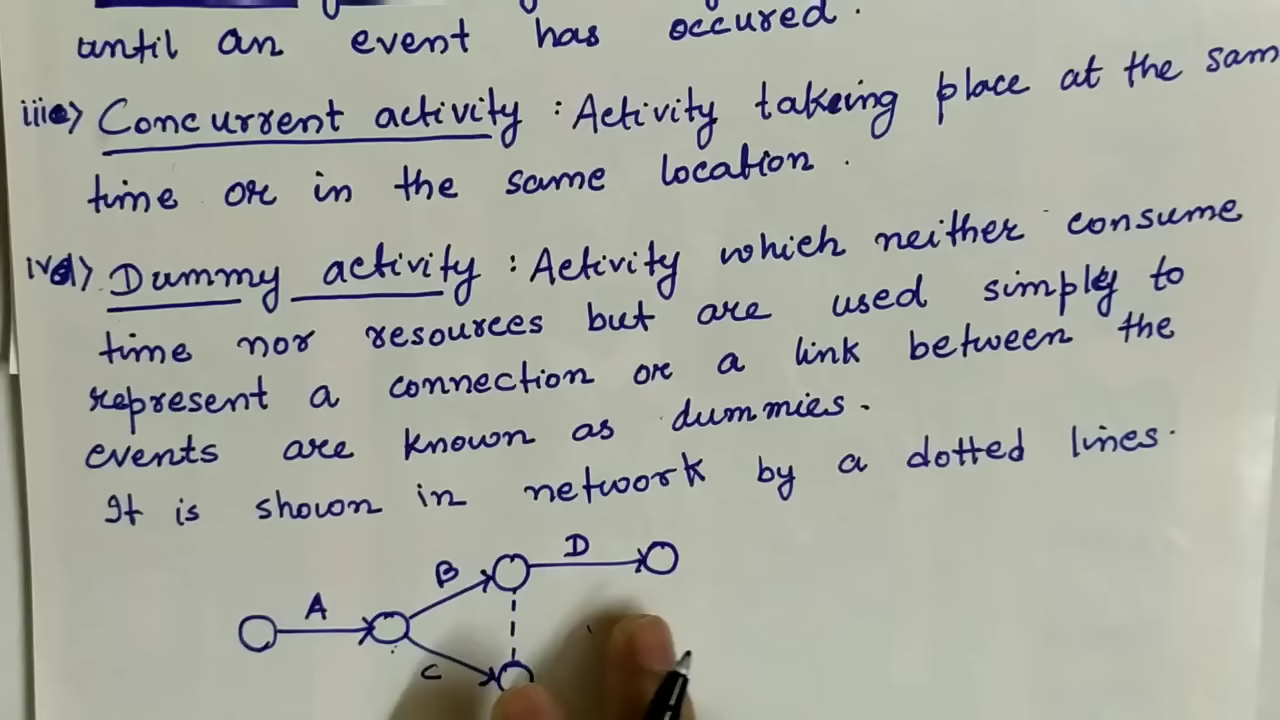 until an event has occured.
iii) Concurrent activity : Activity takeing place at the sam
time or in the same location.
iv) Dummy activity : Activity which neither consume
time nor resources but are used simply to
represent a connection or a link between the
events are known as dummies.
It is shown in network by a dotted lines.
A
B
D
C